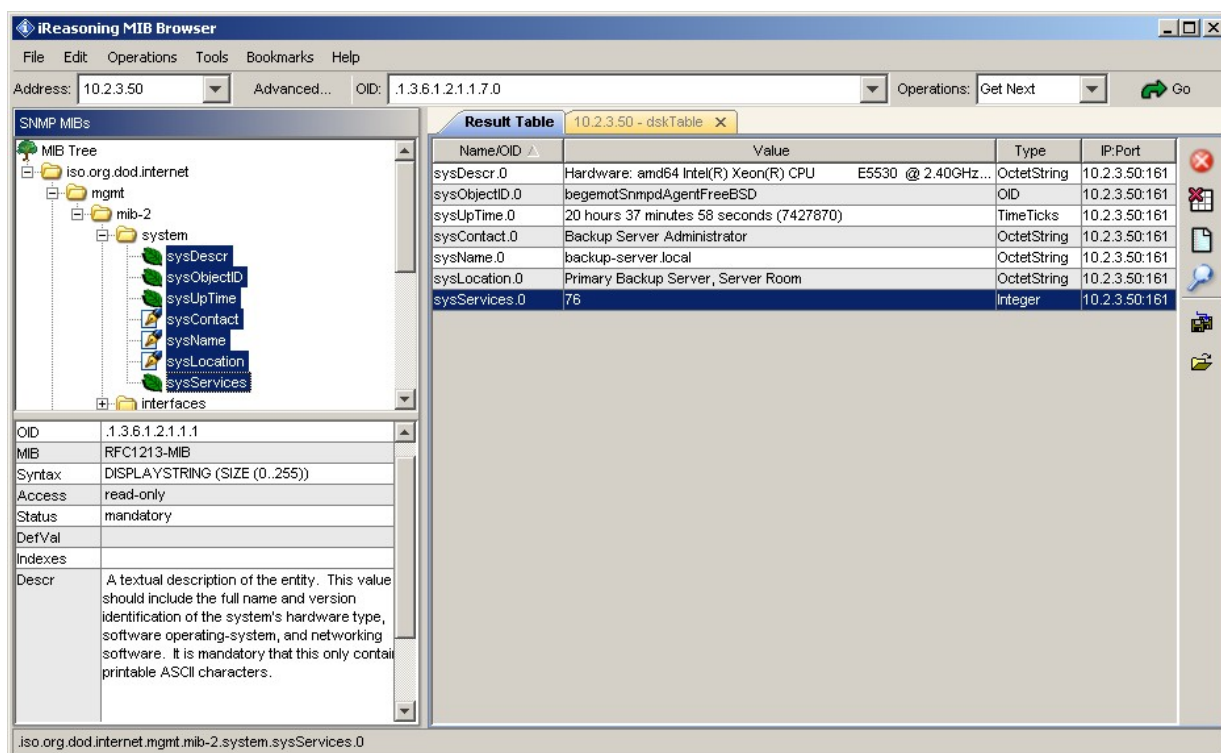 iReasoning MIB Browser
File Edit Operations Tools Bookmarks Help
Address: 10.2.3.50 Advanced... OID: .1.3.6.1.2.1.1.7.0 Operations: Get Next Go
SNMP MIBs
MIB Tree
iso.org.dod.internet
mgmt
mib-2
system
sysDescr
sysObjectID
sysUpTime
sysContact
sysName
sysLocation
sysServices
interfaces
OID .1.3.6.1.2.1.1.1
MIB RFC1213-MIB
Syntax DISPLAYSTRING (SIZE (0..255))
Access read-only
Status mandatory
DefVal
Indexes
Descr A textual description of the entity. This value
should include the full name and version
identification of the system's hardware type,
software operating-system, and networking
software. It is mandatory that this only contai
printable ASCII characters.
Result Table 10.2.3.50 - dskTable X
Name/OID Value Type IP:Port
sysDescr.0 Hardware: amd64 Intel(R) Xeon(R) CPU E5530 @ 2.40GHz... OctetString 10.2.3.50:161
sysObjectID.0 begemotSnmpdAgentFreeBSD OID 10.2.3.50:161
sysUpTime.0 20 hours 37 minutes 58 seconds (7427870) TimeTicks 10.2.3.50:161
sysContact.0 Backup Server Administrator OctetString 10.2.3.50:161
sysName.0 backup-server.local OctetString 10.2.3.50:161
sysLocation.0 Primary Backup Server, Server Room OctetString 10.2.3.50:161
sysServices.0 76 Integer 10.2.3.50:161
.iso.org.dod.internet.mgmt.mib-2.system.sysServices.0